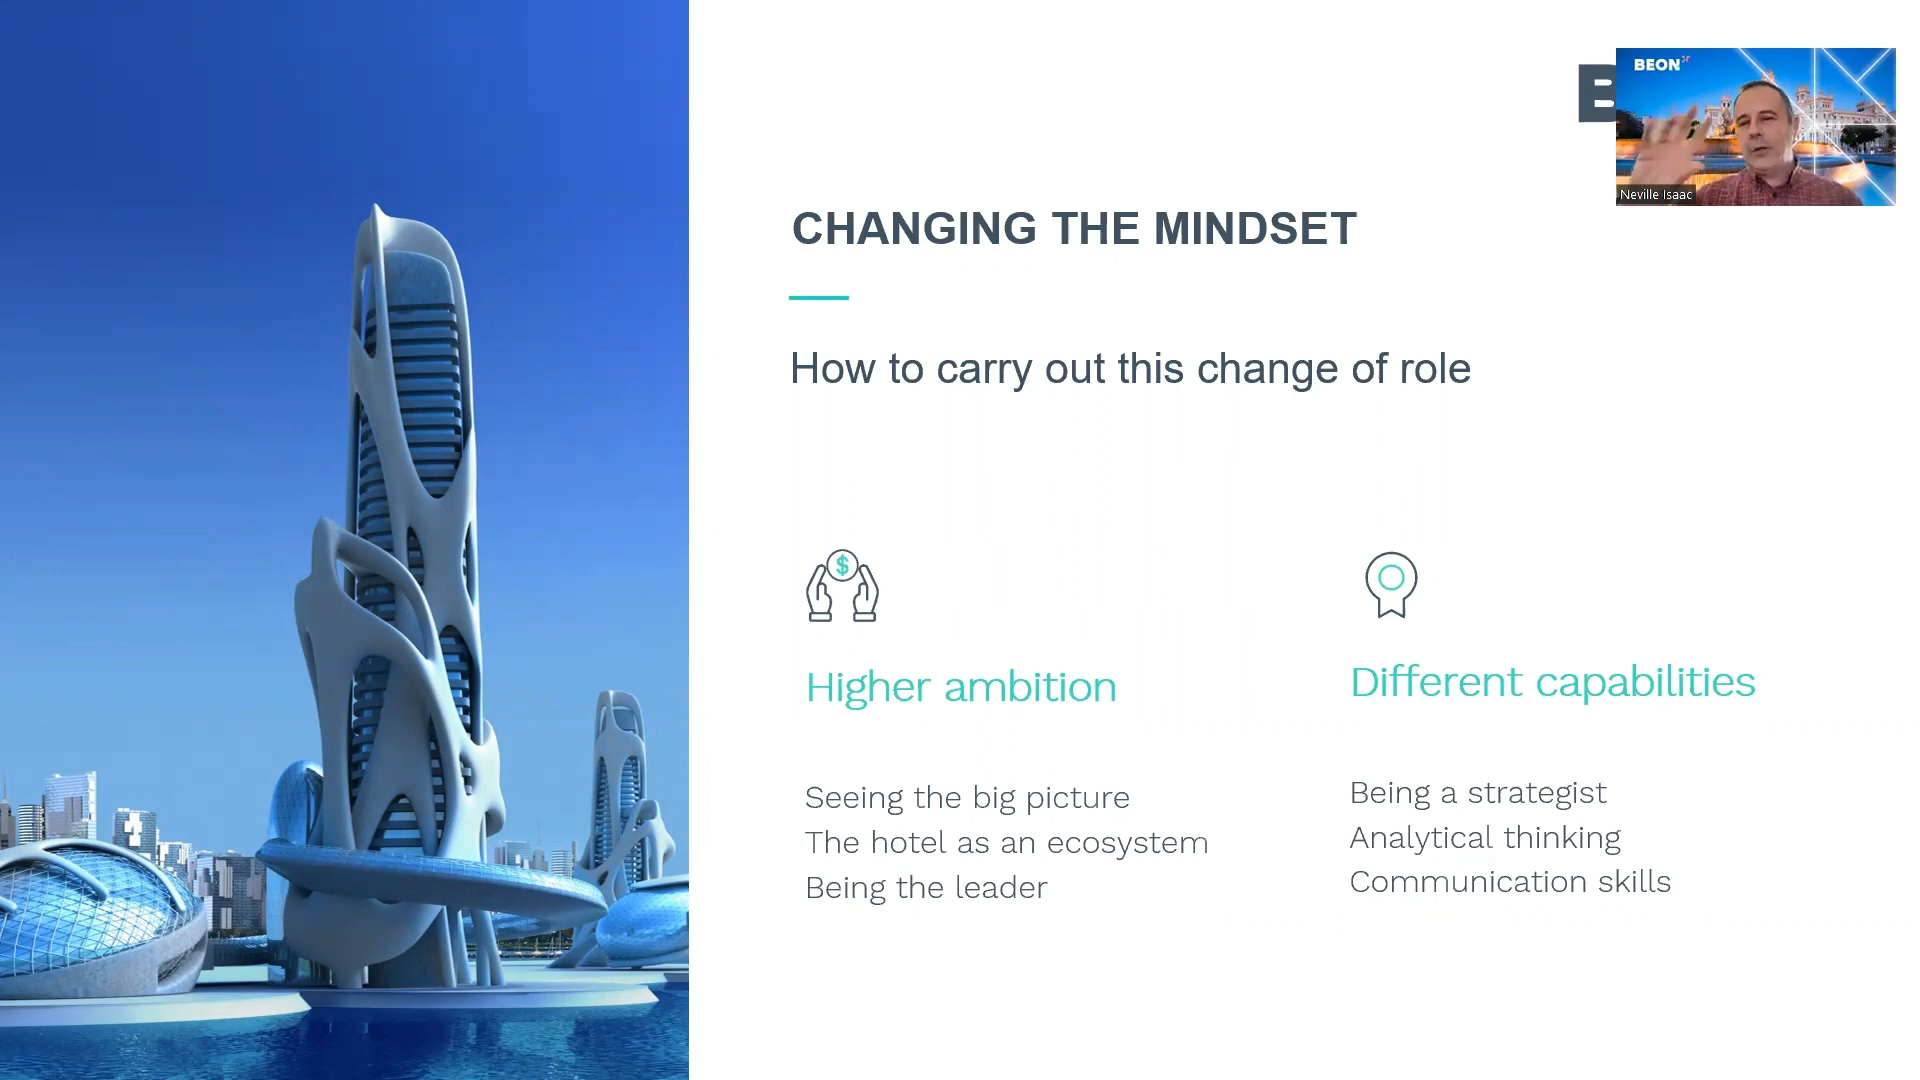 B
BEON
Neville Isaac
CHANGING THE MINDSET
How to carry out this change of role
$
Higher ambition
Seeing the big picture
The hotel as an ecosystem
Being the leader
Different capabilities
Being a strategist
Analytical thinking
Communication skills